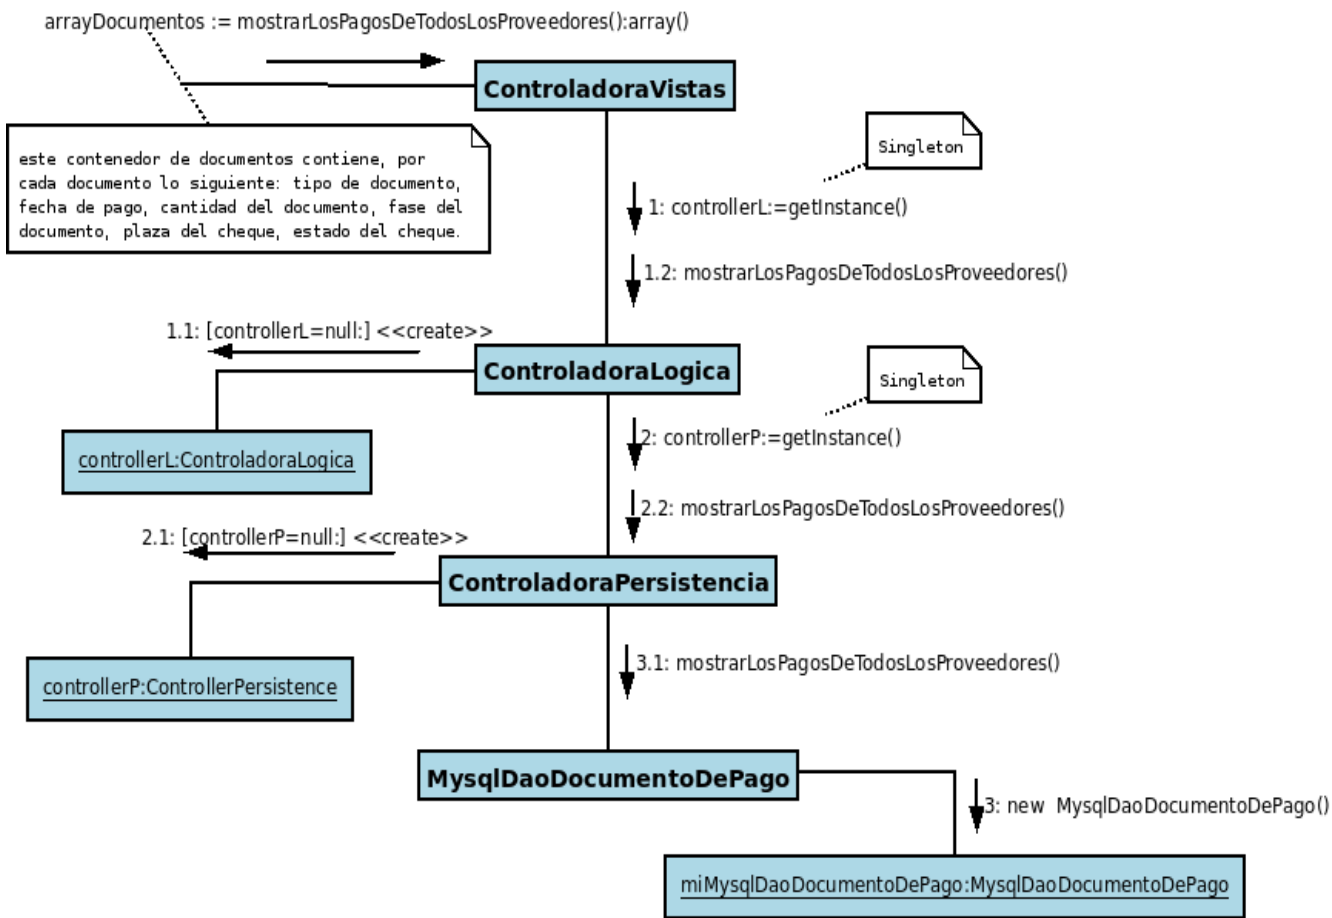 arrayDocumentos := mostrarLosPagosDeTodosLosProveedores():array()
ControladoraVistas
este contenedor de documentos contiene, por
cada documento lo siguiente: tipo de documento,
fecha de pago, cantidad del documento, fase del
documento, plaza del cheque, estado del cheque.
Singleton
1: controllerL:=getInstance()
1.2: mostrarLosPagosDeTodosLosProveedores()
1.1: [controllerL=null:] <<create>>
ControladoraLogica
Singleton
controllerL:ControladoraLogica
2: controllerP:=getInstance()
2.2: mostrarLosPagosDeTodosLosProveedores()
2.1: [controllerP=null:] <<create>>
ControladoraPersistencia
controllerP:ControllerPersistence
3.1: mostrarLosPagosDeTodosLosProveedores()
MysqlDaoDocumentoDePago
3: new  MysqlDaoDocumentoDePago()
miMysqlDaoDocumentoDePago:MysqlDaoDocumentoDePago